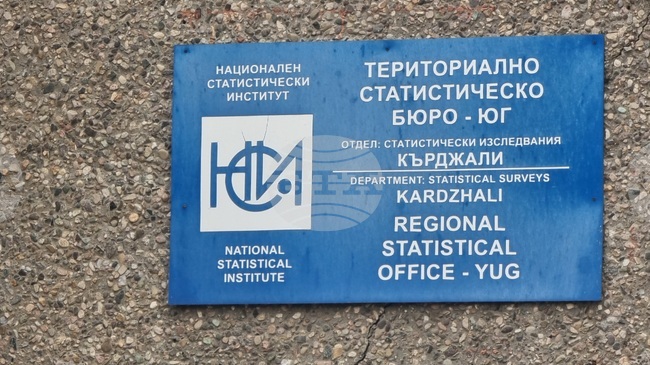 НАЦИОНАЛЕН
СТАТИСТИЧЕСКИ
ИНСТИТУТ
НСИ
NATIONAL
STATISTICAL
INSTITUTE
ТЕРИТОРИАЛНО
СТАТИСТИЧЕСКО
БЮРО - ЮГ
ОТДЕЛ: СТАТИСТИЧЕСКИ ИЗСЛЕДВАНИЯ
КЪРДЖАЛИ
DEPARTMENT: STATISTICAL SURVEYS
KARDZHALI
REGIONAL
STATISTICAL
OFFICE - YUG